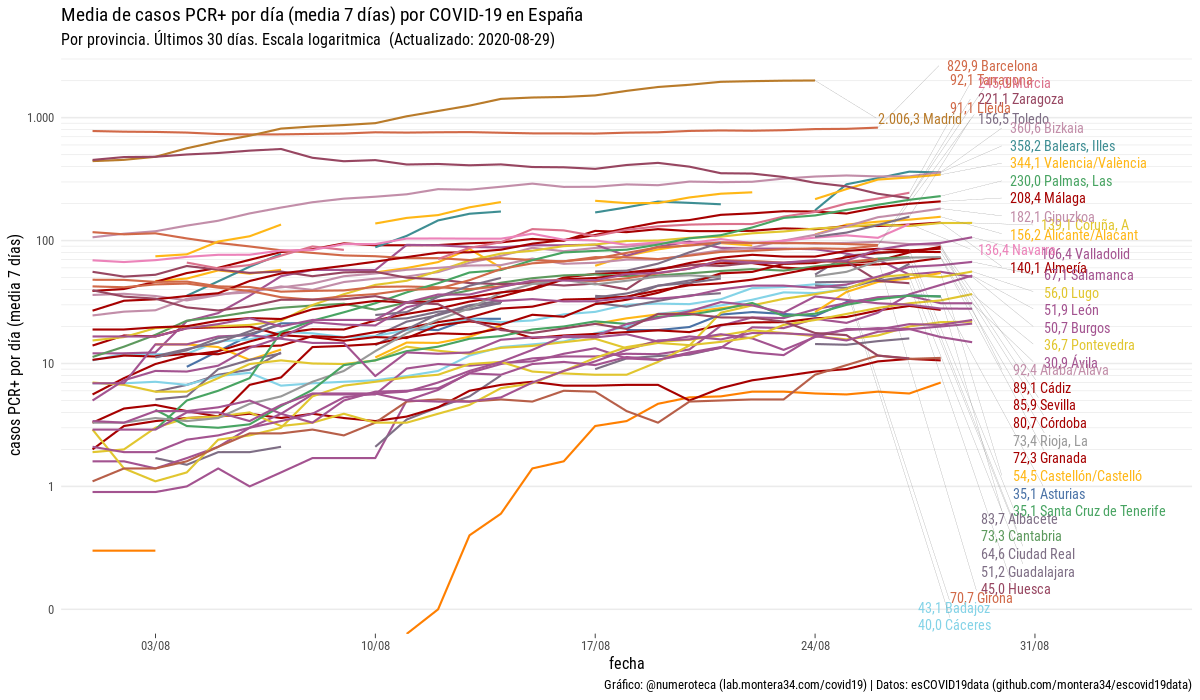 Media de casos PCR+ por día (media 7 días) por COVID-19 en España
Por provincia. Últimos 30 días. Escala logaritmica (Actualizado: 2020-08-29)
casos PCR+ por día (media 7 días)
1.000
100
10
1
0
829,9 Barcelona
92,1 Tarragona
245,0 Murcia
221,1 Zaragoza
91,1 Lleida
2.006,3 Madrid
156,5 Toledo
360,6 Bizkaia
358,2 Balears, Illes
344,1 Valencia/València
230,0 Palmas, Las
208,4 Málaga
182,1 Gipuzkoa
139,1 Coruña, A
156,2 Alicante/Alacant
136,4 Navarra
106,4 Valladolid
140,1 Almería
67,1 Salamanca
56,0 Lugo
51,9 León
50,7 Burgos
36,7 Pontevedra
30,9 Ávila
92,4 Araba/Álava
89,1 Cádiz
85,9 Sevilla
80,7 Córdoba
73,4 Rioja, La
72,3 Granada
54,5 Castellón/Castelló
35,1 Asturias
35,1 Santa Cruz de Tenerife
83,7 Albacete
73,3 Cantabria
64,6 Ciudad Real
51,2 Guadalajara
45,0 Huesca
70,7 Girona
43,1 Badajoz
40,0 Cáceres
03/08
10/08
17/08
24/08
31/08
fecha
Gráfico: @numeroteca (lab.montera34.com/covid19) | Datos: esCOVID19data (github.com/montera34/escovid19data)